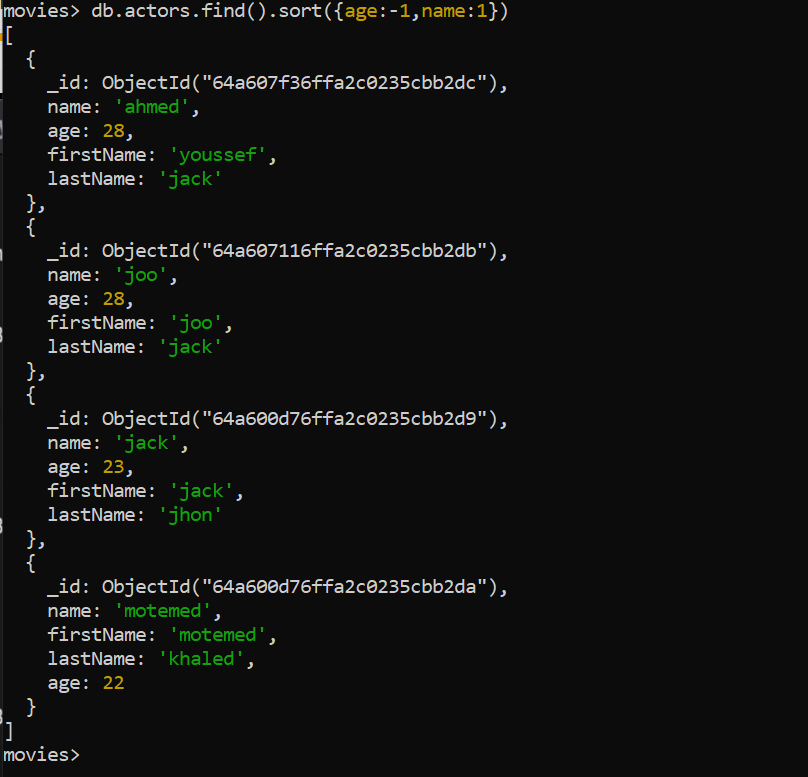 movies> db.actors.find().sort({age:-1,name:1})
[
  {
    _id: ObjectId("64a607f36ffa2c0235cbb2dc"),
    name: 'ahmed',
    age: 28,
    firstName: 'youssef',
    lastName: 'jack'
  },
  {
    _id: ObjectId("64a607116ffa2c0235cbb2db"),
    name: 'joo',
    age: 28,
    firstName: 'joo',
    lastName: 'jack'
  },
  {
    _id: ObjectId("64a600d76ffa2c0235cbb2d9"),
    name: 'jack',
    age: 23,
    firstName: 'jack',
    lastName: 'jhon'
  },
  {
    _id: ObjectId("64a600d76ffa2c0235cbb2da"),
    name: 'motemed',
    firstName: 'motemed',
    lastName: 'khaled',
    age: 22
  }
]
movies>